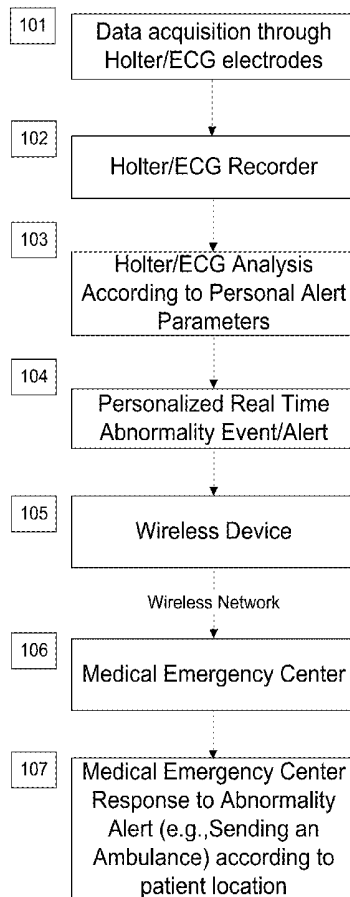 101
Data acquisition through
Holter/ECG electrodes
102
Holter/ECG Recorder
103
Holter/ECG Analysis
According to Personal Alert
Parameters
104
Personalized Real Time
Abnormality Event/Alert
105
Wireless Device
Wireless Network
106
Medical Emergency Center
107
Medical Emergency Center
Response to Abnormality
Alert (e.g.,Sending an
Ambulance) according to
patient location